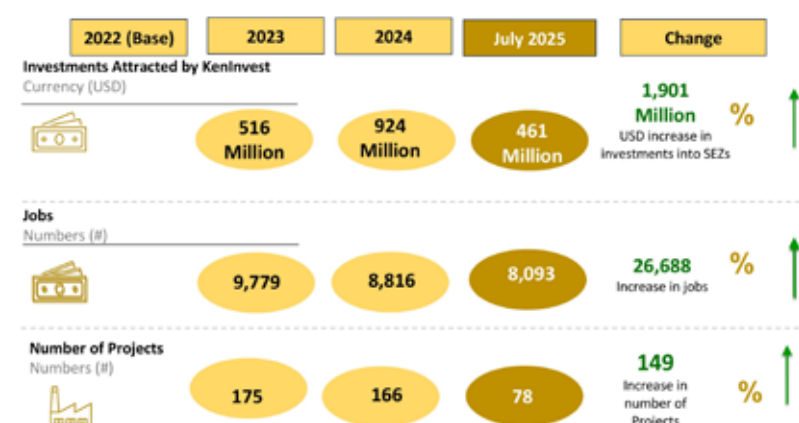 2022 (Base) 2023 2024 July 2025 Change
Investments Attracted by KenInvest
Currency (USD)
516 Million
924 Million
461 Million
1,901 Million
%
USD increase in
investments into SEZs
Jobs
Numbers (#)
9,779
8,816
8,093
26,688
%
Increase in jobs
Number of Projects
Numbers (#)
175
166
78
149
%
Increase in
number of
Projects